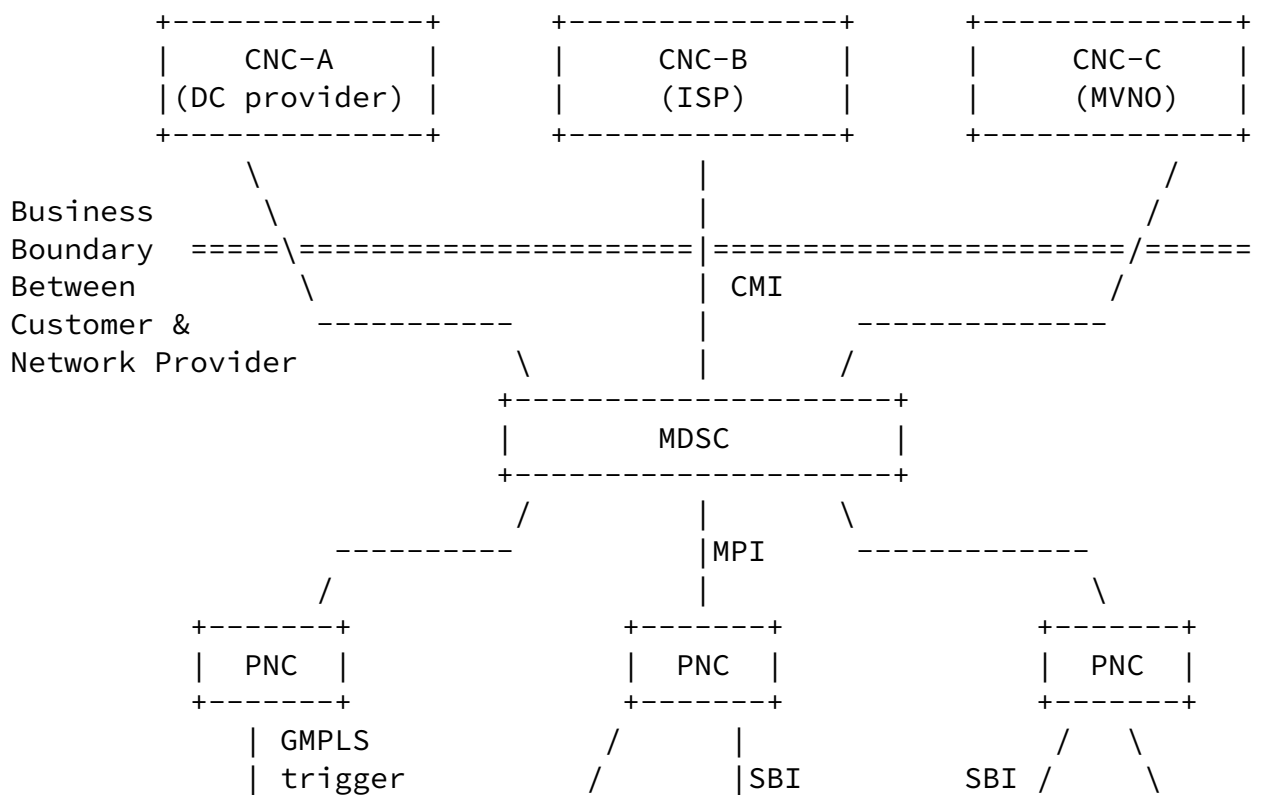 CNC-A CNC-B CNC-C
(DC provider) (ISP) (MVNO)
Business
Boundary
Between CMI
Customer &
Network Provider
MDSC
MPI
PNC PNC PNC
GMPLS
trigger SBI SBI